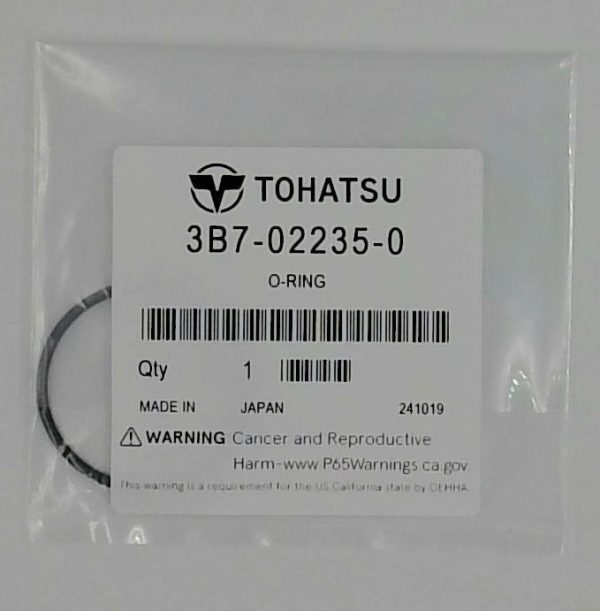 TOHATSU
3B7-02235-0
O-RING
Qty 1
MADE IN JAPAN 241019
WARNING Cancer and Reproductive
Harm-www P65Warnings.ca.gov
This warning is a requirement for the US California state by OEHHA